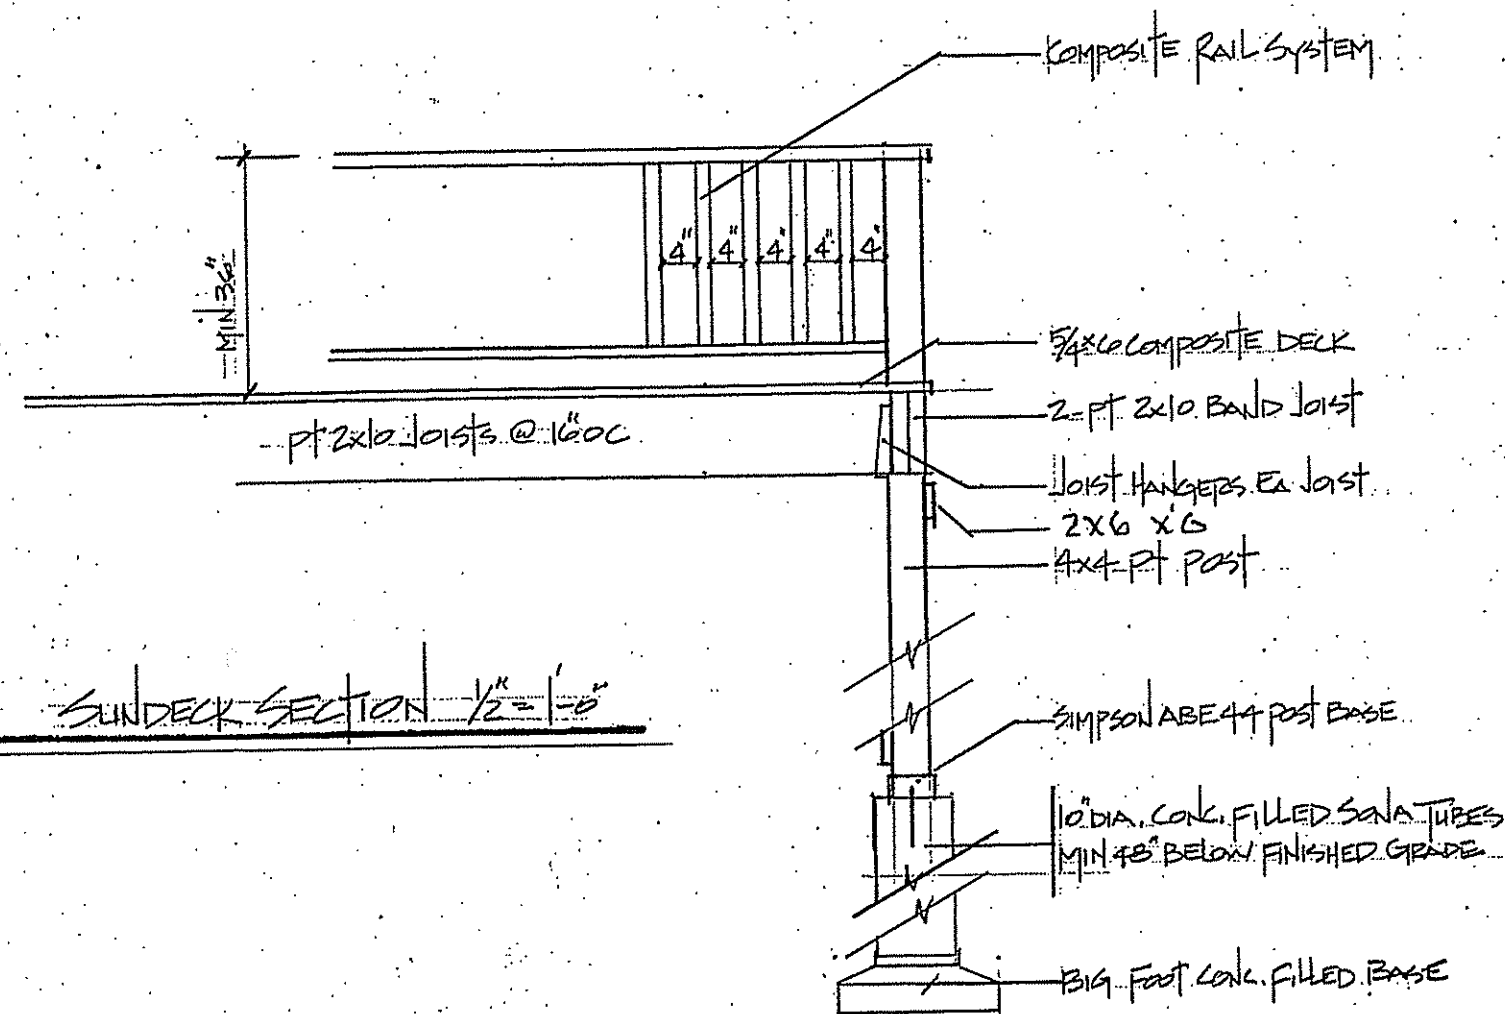 COMPOSITE RAIL SYSTEM
4" 4" 4" 4" 4"
MIN 36"
5/4x6 COMPOSITE DECK
2-PT 2x10 BAND JOIST
PT 2x10 JOISTS @ 16"OC
JOIST HANGERS EA JOIST
4x4 PT POST
SUNDECK SECTION 1/2"=1'-0"
SIMPSON ABE44 POST BASE
10"DIA. CONC. FILLED SONA TUBES
MIN 48" BELOW FINISHED GRADE
BIG FOOT CONC. FILLED BASE